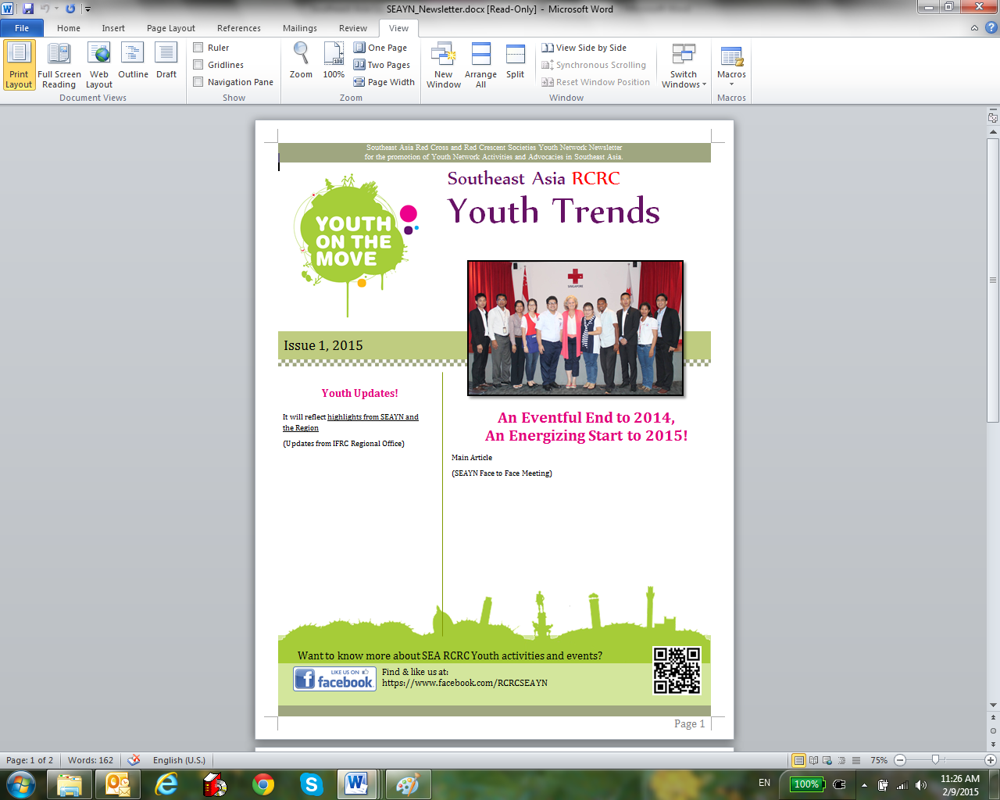 SEAYN_Newsletter.docx [Read-Only] - Microsoft Word
File Home Insert Page Layout References Mailings Review View
Print Layout
Full Screen Reading
Web Layout
Outline
Draft
Document Views
Ruler
Gridlines
Navigation Pane
Show
Zoom
100%
One Page
Two Pages
Page Width
Zoom
New Window
Arrange All
Split
View Side by Side
Synchronous Scrolling
Reset Window Position
Window
Switch Windows
Macros
Macros
Southeast Asia Red Cross and Red Crescent Societies Youth Network Newsletter
for the promotion of Youth Network Activities and Advocacies in Southeast Asia.
YOUTH
ON THE
MOVE
Southeast Asia RCRC
Youth Trends
SINGAPORE
Issue 1, 2015
Youth Updates!
It will reflect highlights from SEAYN and
the Region
(Updates from IFRC Regional Office)
An Eventful End to 2014,
An Energizing Start to 2015!
Main Article
(SEAYN Face to Face Meeting)
Want to know more about SEA RCRC Youth activities and events?
LIKE US ON
facebook
Find & like us at:
https://www.facebook.com/RCRCSEAYN
Page 1
Page: 1 of 2 Words: 162 English (U.S.) 75%
EN 100% 11:26 AM
2/9/2015